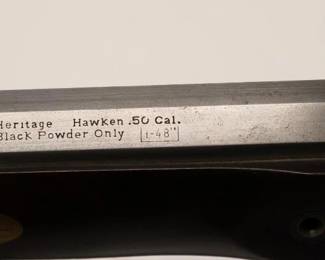 Heritage Hawken .50 Cal.
Black Powder Only 1-48"